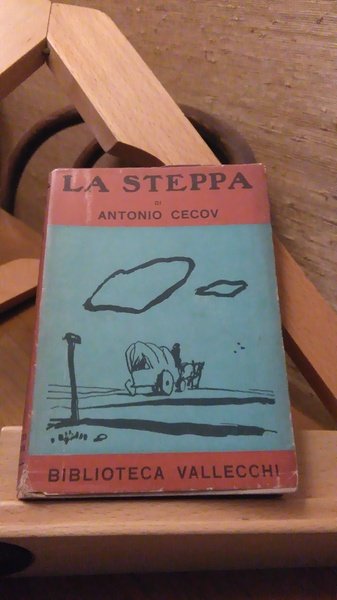 LA STEPPA
DI
ANTONIO CECOV
BIBLIOTECA VALLECCHI